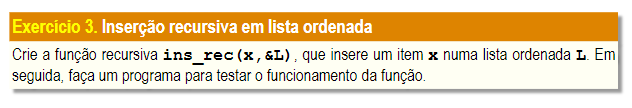 Exercício 3. Inserção recursiva em lista ordenada
Crie a função recursiva ins_rec(x,&L), que insere um item x numa lista ordenada L. Em
seguida, faça um programa para testar o funcionamento da função.